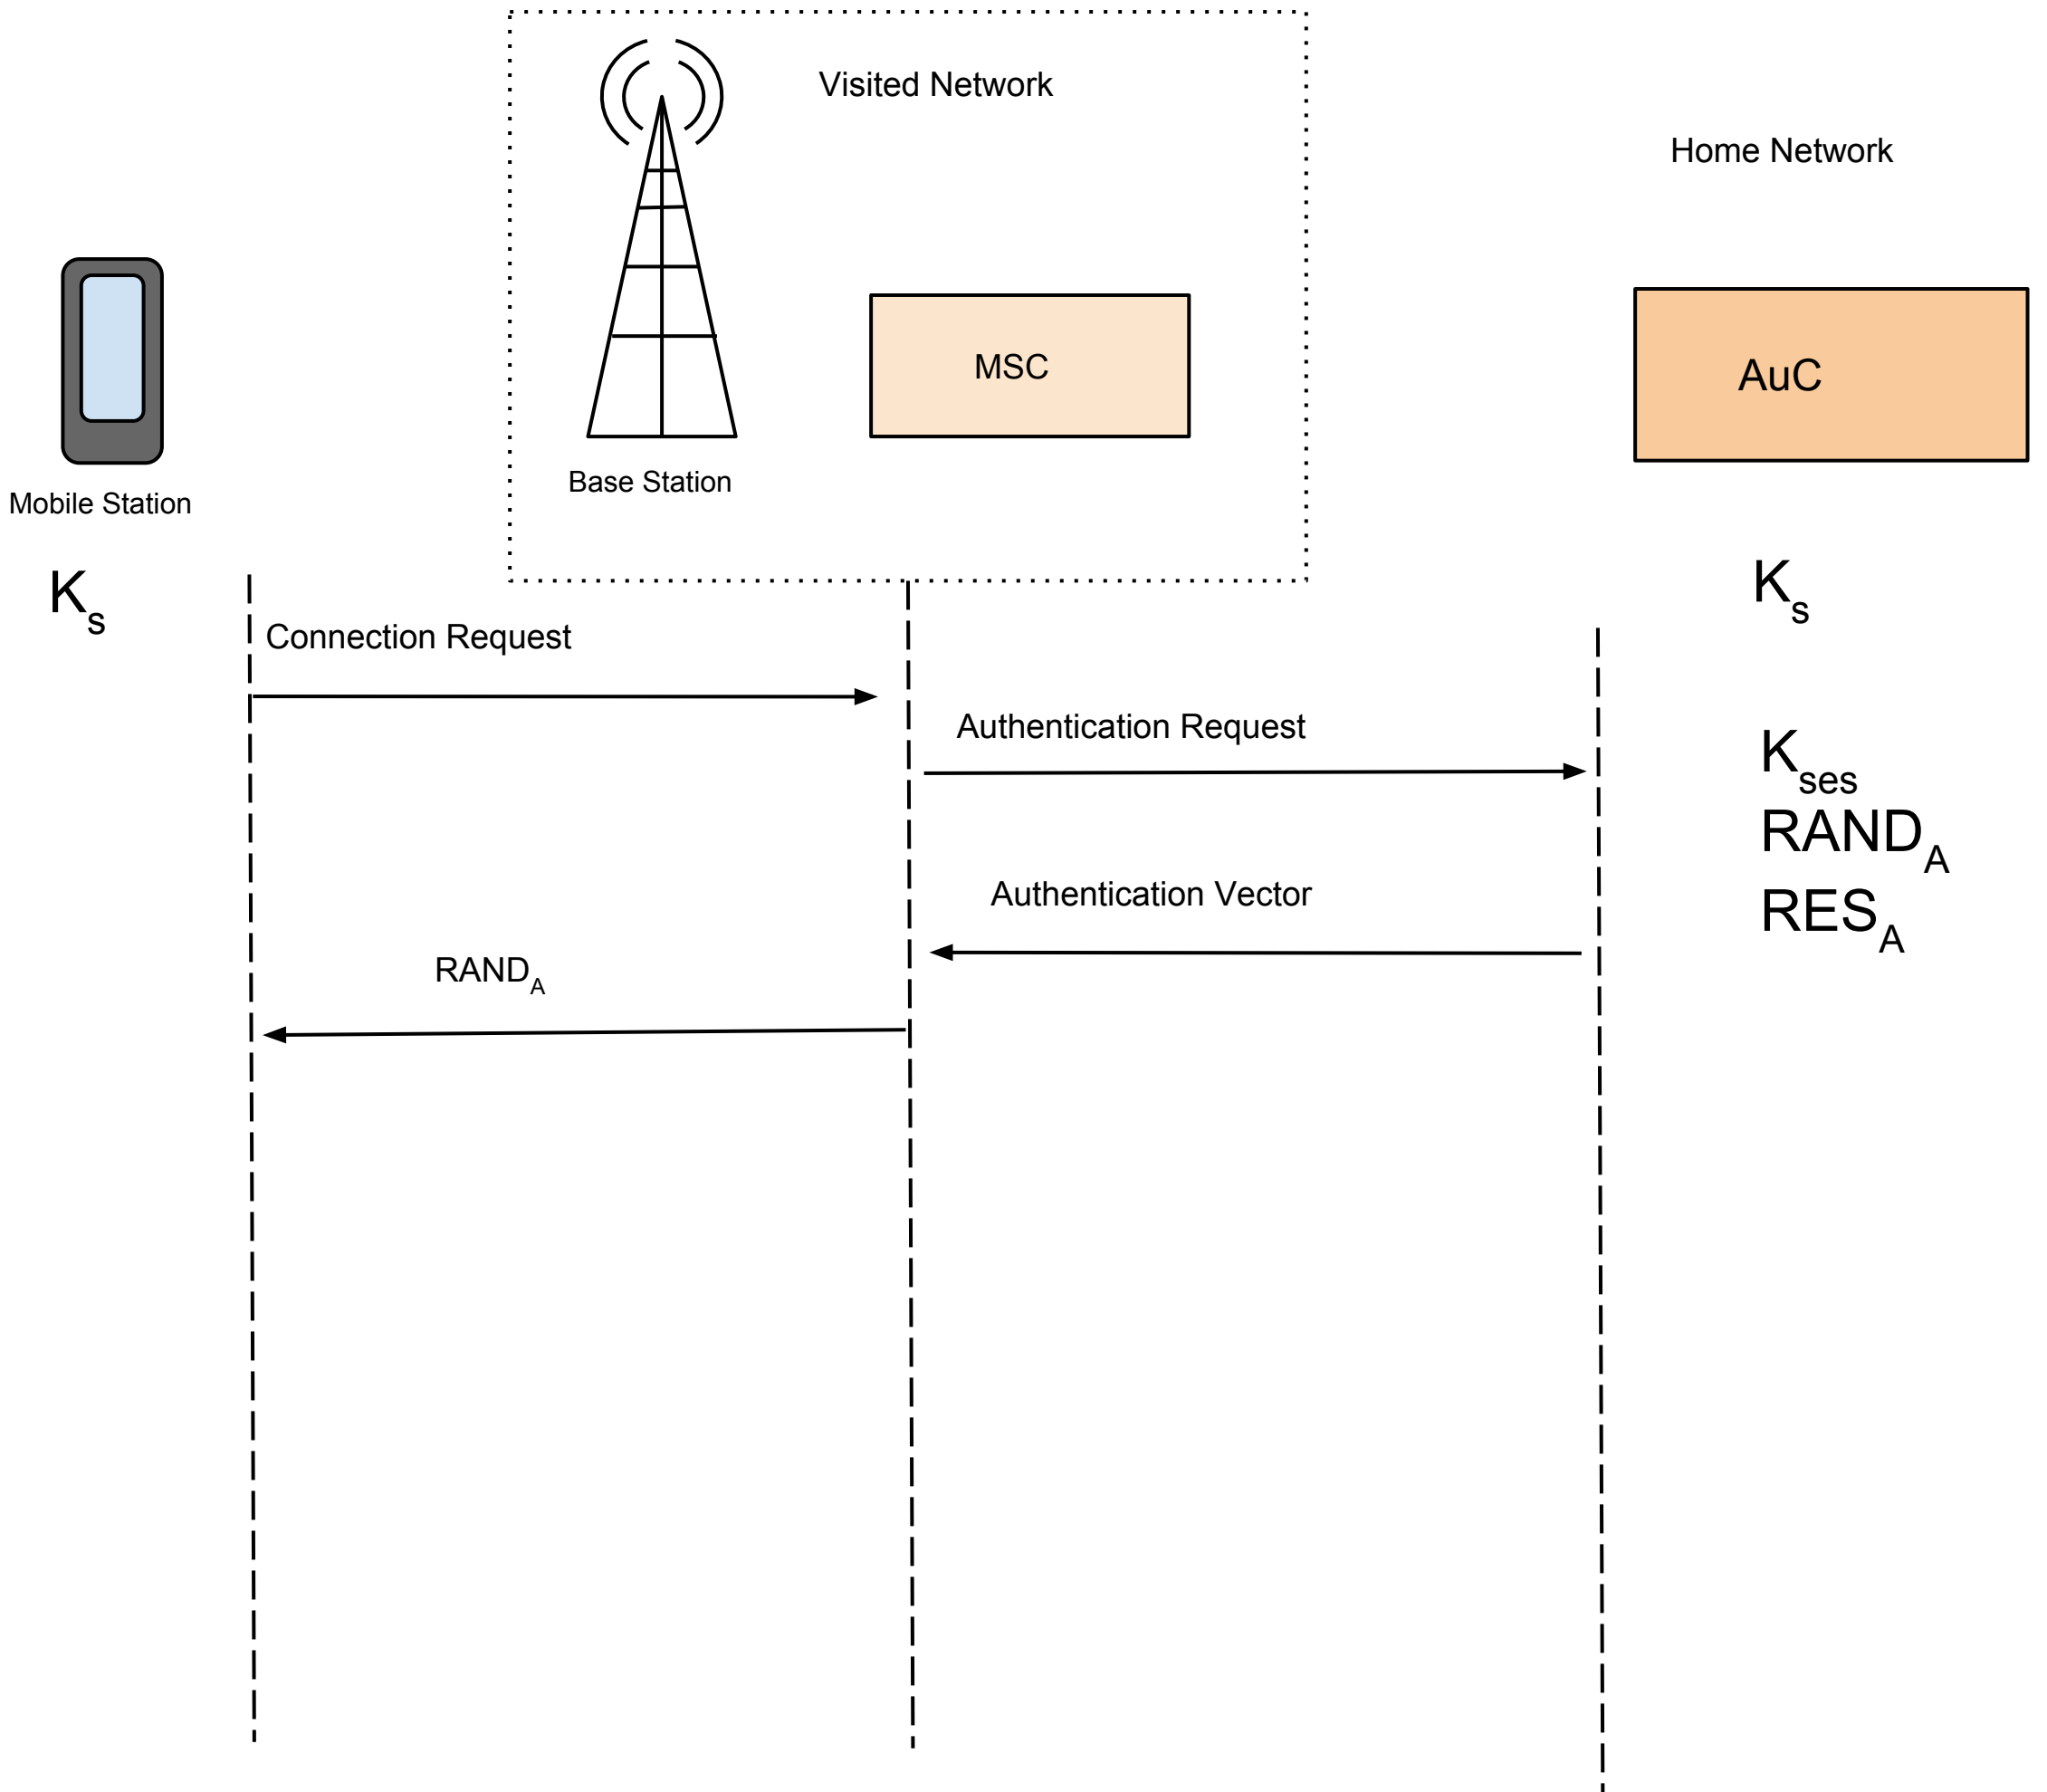 Visited Network
Home Network
MSC
AuC
Base Station
Mobile Station
Ks
Ks
Connection Request
Authentication Request
Kses
RANDA
Authentication Vector
RESA
RANDA